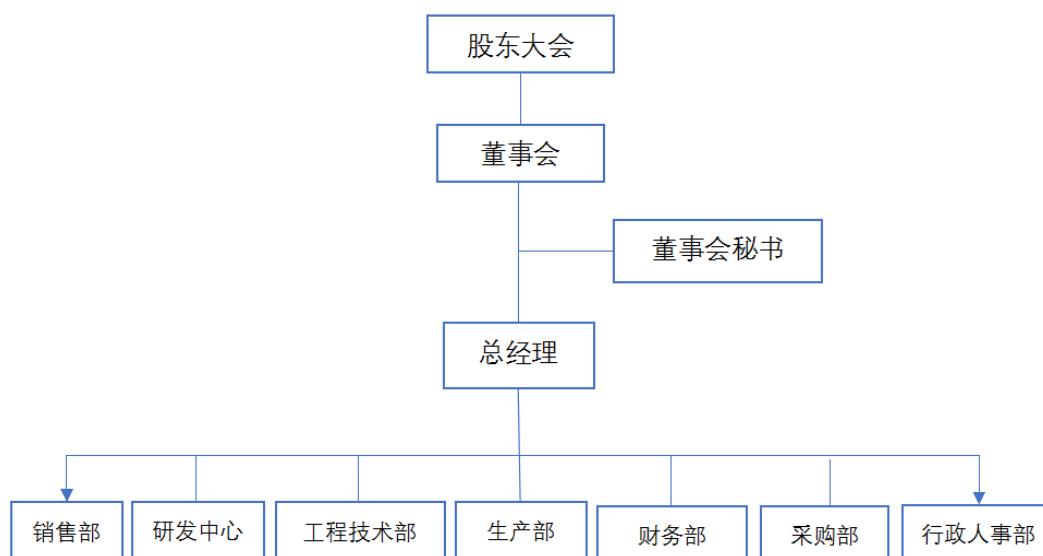 股东大会
董事会
董事会秘书
总经理
销售部
研发中心
工程技术部
生产部
财务部
采购部
行政人事部